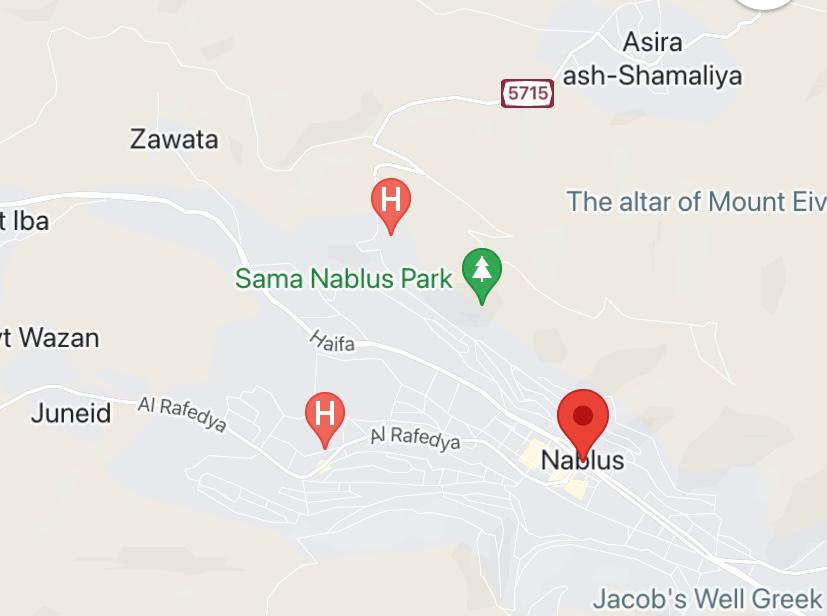 Asira
ash-Shamaliya
5715
Zawata
H
The altar of Mount Eiv
t Iba
Sama Nablus Park
yt Wazan
Haifa
Juneid
Al Rafedya
H
Al Rafedya
Nablus
Jacob's Well Greek